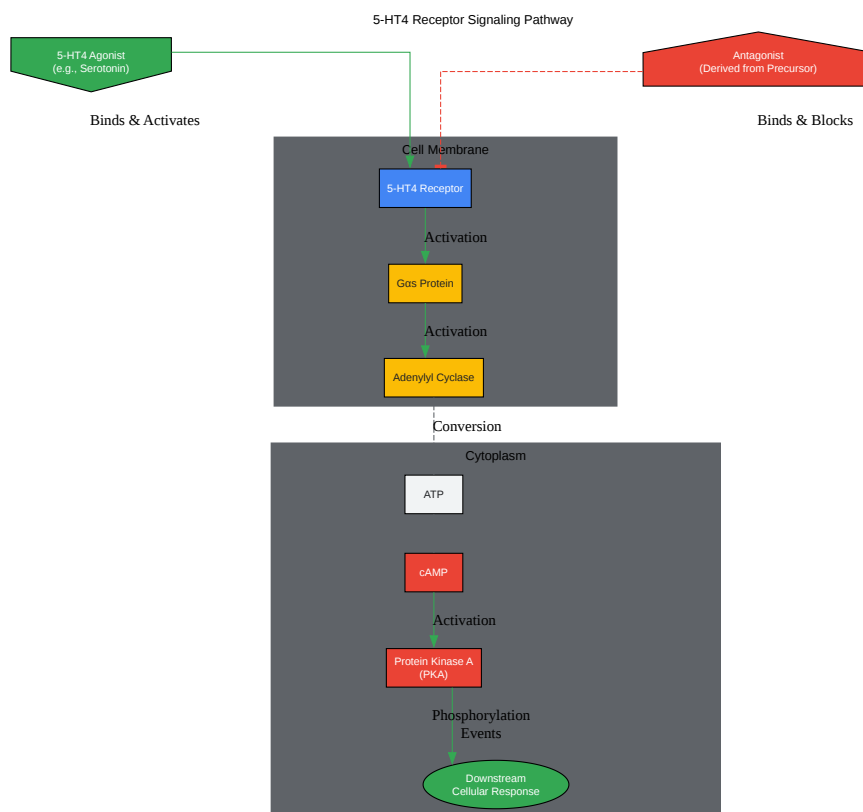 5-HT4 Receptor Signaling Pathway
5-HT4 Agonist
(e.g., Serotonin)
Antagonist
(Derived from Precursor)
Binds & Activates
Binds & Blocks
Cell Membrane
5-HT4 Receptor
Activation
Gαs Protein
Activation
Adenylyl Cyclase
Conversion
Cytoplasm
ATP
cAMP
Activation
Protein Kinase A
(PKA)
Phosphorylation
Events
Downstream
Cellular Response